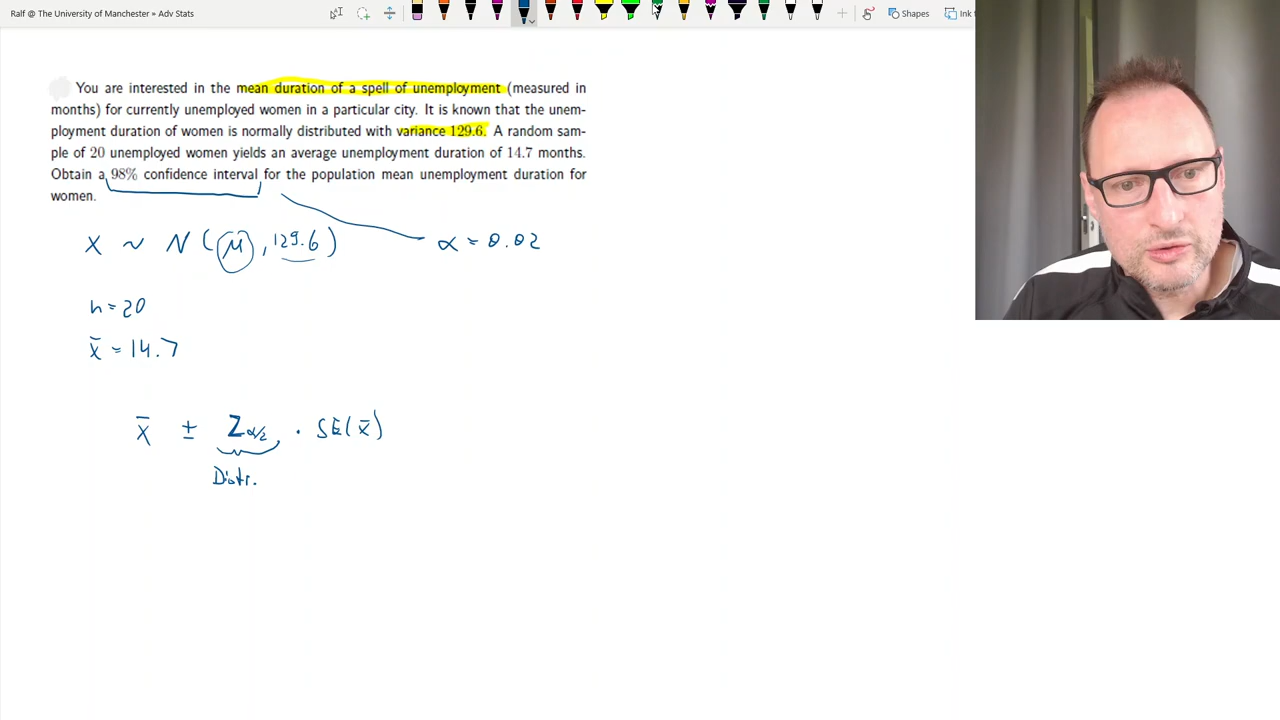 Ralf @ The University of Manchester » Adv Stats
Shapes
Ink t
You are interested in the mean duration of a spell of unemployment (measured in
months) for currently unemployed women in a particular city. It is known that the unem-
ployment duration of women is normally distributed with variance 129.6. A random sam-
ple of 20 unemployed women yields an average unemployment duration of 14.7 months.
Obtain a 98% confidence interval for the population mean unemployment duration for
women.
X ~ N ( μ , 129.6 ) α = 0.02
n = 20
x̄ = 14.7
x̄ ± Z α/2 · SE( x̄ )
Distr.